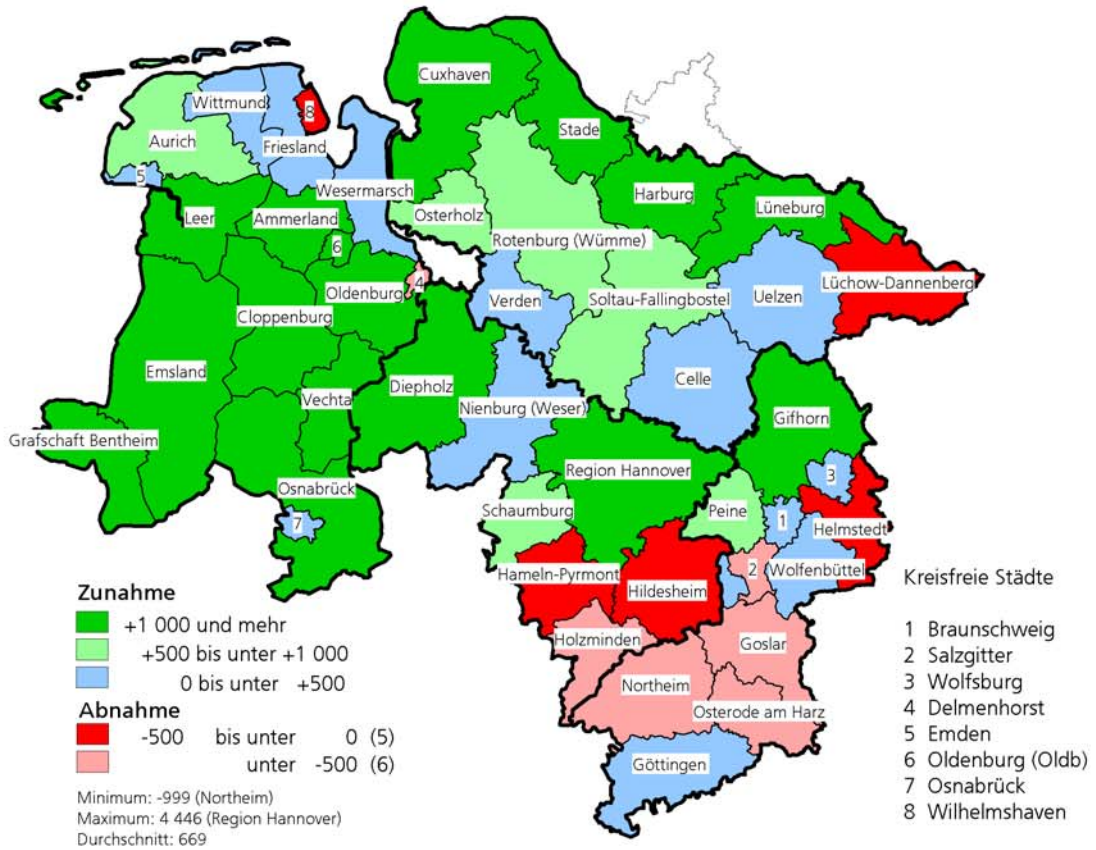 Cuxhaven
Wittmund
8
Stade
Aurich
Friesland
5
Wesermarsch
Harburg
Lüneburg
Leer
Ammerland
Osterholz
6
Rotenburg (Wümme)
4
Lüchow-Dannenberg
Oldenburg
Verden
Soltau-Fallingbostel
Uelzen
Cloppenburg
Emsland
Diepholz
Celle
Vechta
Nienburg (Weser)
Gifhorn
Grafschaft Bentheim
Region Hannover
3
Osnabrück
Schaumburg
Peine
7
1
Helmstedt
Hameln-Pyrmont
2
Wolfenbüttel
Hildesheim
Holzminden
Goslar
Northeim
Osterode am Harz
Göttingen
Zunahme
+1 000 und mehr
+500 bis unter +1 000
0 bis unter +500
Abnahme
-500 bis unter 0 (5)
unter -500 (6)
Minimum: -999 (Northeim)
Maximum: 4 446 (Region Hannover)
Durchschnitt: 669
Kreisfreie Städte
1 Braunschweig
2 Salzgitter
3 Wolfsburg
4 Delmenhorst
5 Emden
6 Oldenburg (Oldb)
7 Osnabrück
8 Wilhelmshaven